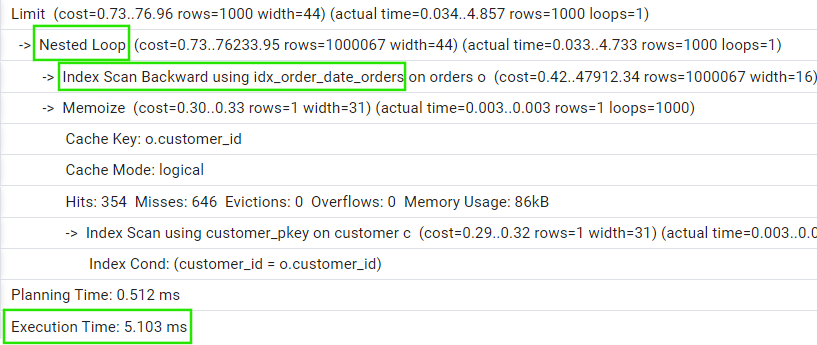 Limit (cost=0.73..76.96 rows=1000 width=44) (actual time=0.034..4.857 rows=1000 loops=1)
-> Nested Loop (cost=0.73..76233.95 rows=1000067 width=44) (actual time=0.033..4.733 rows=1000 loops=1)
-> Index Scan Backward using idx_order_date_orders on orders o (cost=0.42..47912.34 rows=1000067 width=16)
-> Memoize (cost=0.30..0.33 rows=1 width=31) (actual time=0.003..0.003 rows=1 loops=1000)
Cache Key: o.customer_id
Cache Mode: logical
Hits: 354 Misses: 646 Evictions: 0 Overflows: 0 Memory Usage: 86kB
-> Index Scan using customer_pkey on customer c (cost=0.29..0.32 rows=1 width=31) (actual time=0.003..0.0
Index Cond: (customer_id = o.customer_id)
Planning Time: 0.512 ms
Execution Time: 5.103 ms